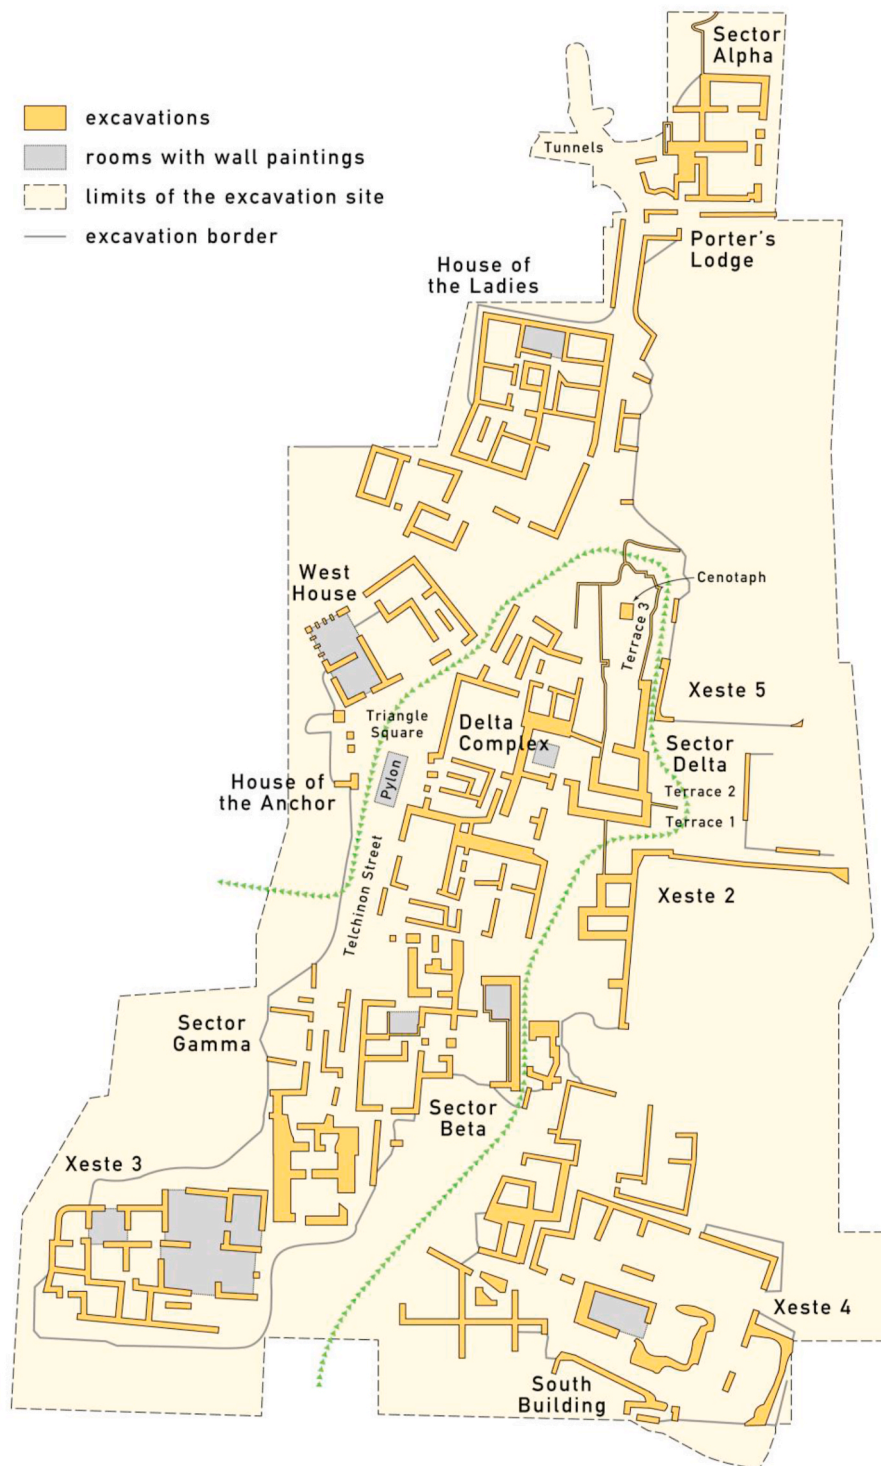 Sector
Alpha
excavations
rooms with wall paintings
Tunnels
limits of the excavation site
excavation border
Porter's
Lodge
House of
the Ladies
West
House
Cenotaph
Terrace 3
Xeste 5
Triangle
Square
Delta
Complex
Sector
Delta
Pylon
House of
the Anchor
Terrace 2
Terrace 1
Telchinon Street
Xeste 2
Sector
Gamma
Sector
Beta
Xeste 3
Xeste 4
South
Building